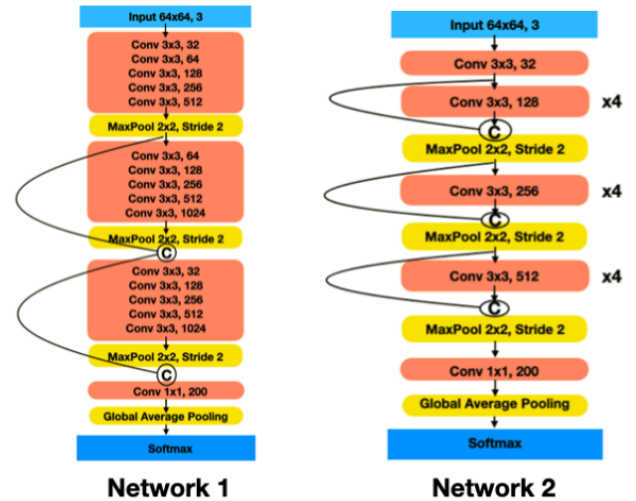 Input 64x64, 3
Conv 3x3, 32
Conv 3x3, 64
Conv 3x3, 128
Conv 3x3, 256
Conv 3x3, 512
MaxPool 2x2, Stride 2
Conv 3x3, 64
Conv 3x3, 128
Conv 3x3, 256
Conv 3x3, 512
Conv 3x3, 1024
MaxPool 2x2, Stride 2
C
Conv 3x3, 32
Conv 3x3, 128
Conv 3x3, 256
Conv 3x3, 512
Conv 3x3, 1024
MaxPool 2x2, Stride 2
C
Conv 1x1, 200
Global Average Pooling
Softmax
Network 1
Input 64x64, 3
Conv 3x3, 32
Conv 3x3, 128
x4
C
MaxPool 2x2, Stride 2
Conv 3x3, 256
x4
C
MaxPool 2x2, Stride 2
Conv 3x3, 512
x4
C
MaxPool 2x2, Stride 2
Conv 1x1, 200
Global Average Pooling
Softmax
Network 2